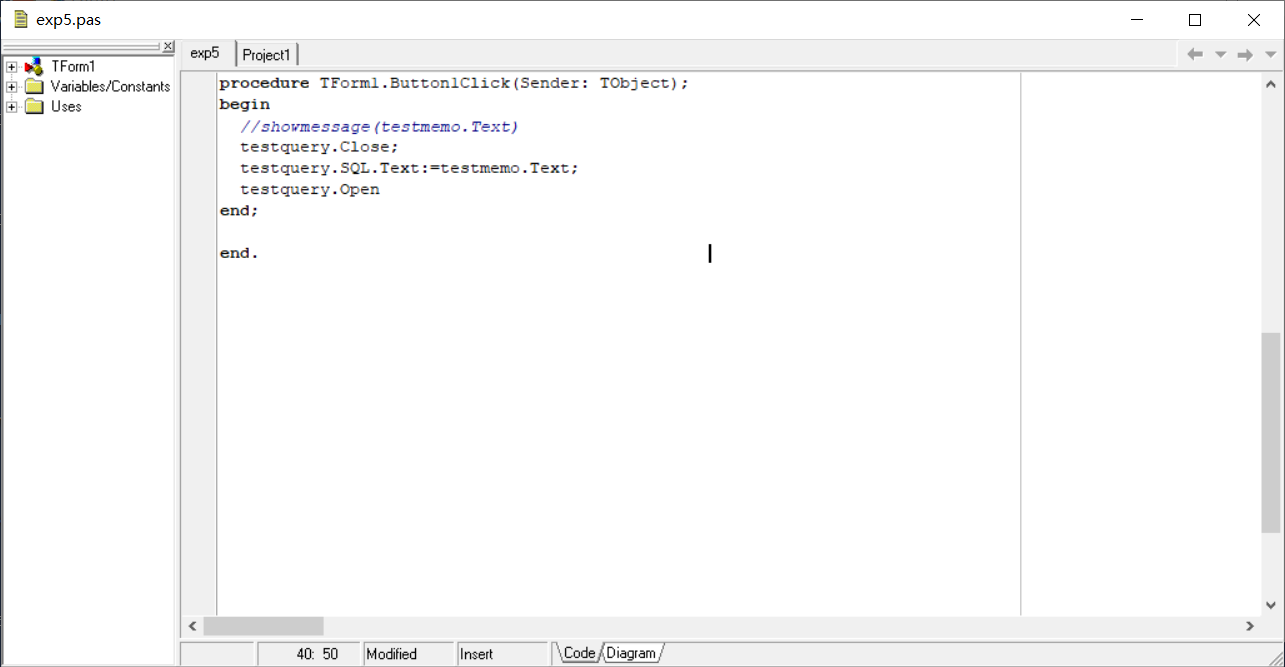 exp5.pas
TForm1
Variables/Constants
Uses
exp5
Project1
procedure TForm1.Button1Click(Sender: TObject);
begin
//showmessage(testmemo.Text)
testquery.Close;
testquery.SQL.Text:=testmemo.Text;
testquery.Open
end;
end.
40: 50
Modified
Insert
Code
Diagram